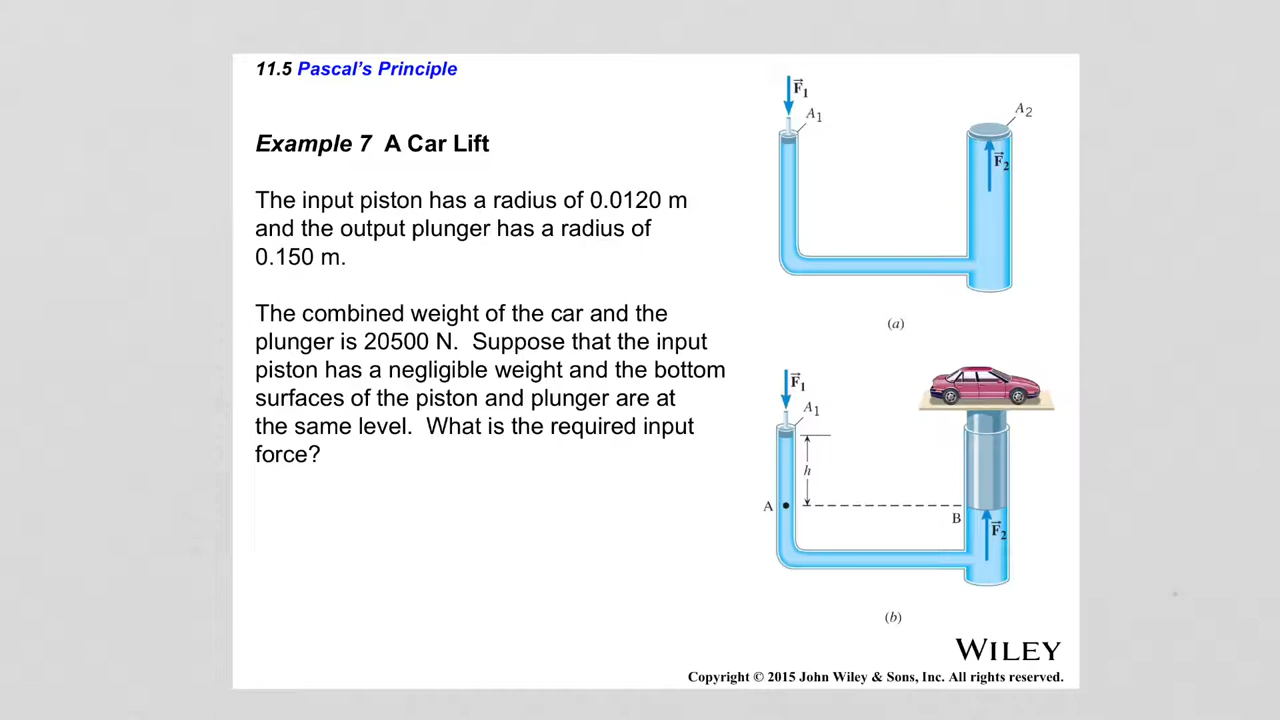 11.5 Pascal's Principle
Example 7 A Car Lift
The input piston has a radius of 0.0120 m
and the output plunger has a radius of
0.150 m.
The combined weight of the car and the
plunger is 20500 N. Suppose that the input
piston has a negligible weight and the bottom
surfaces of the piston and plunger are at
the same level. What is the required input
force?
F₁
A₁
A₂
F₂
(a)
F₁
A₁
h
A
B
F₂
(b)
WILEY
Copyright © 2015 John Wiley & Sons, Inc. All rights reserved.